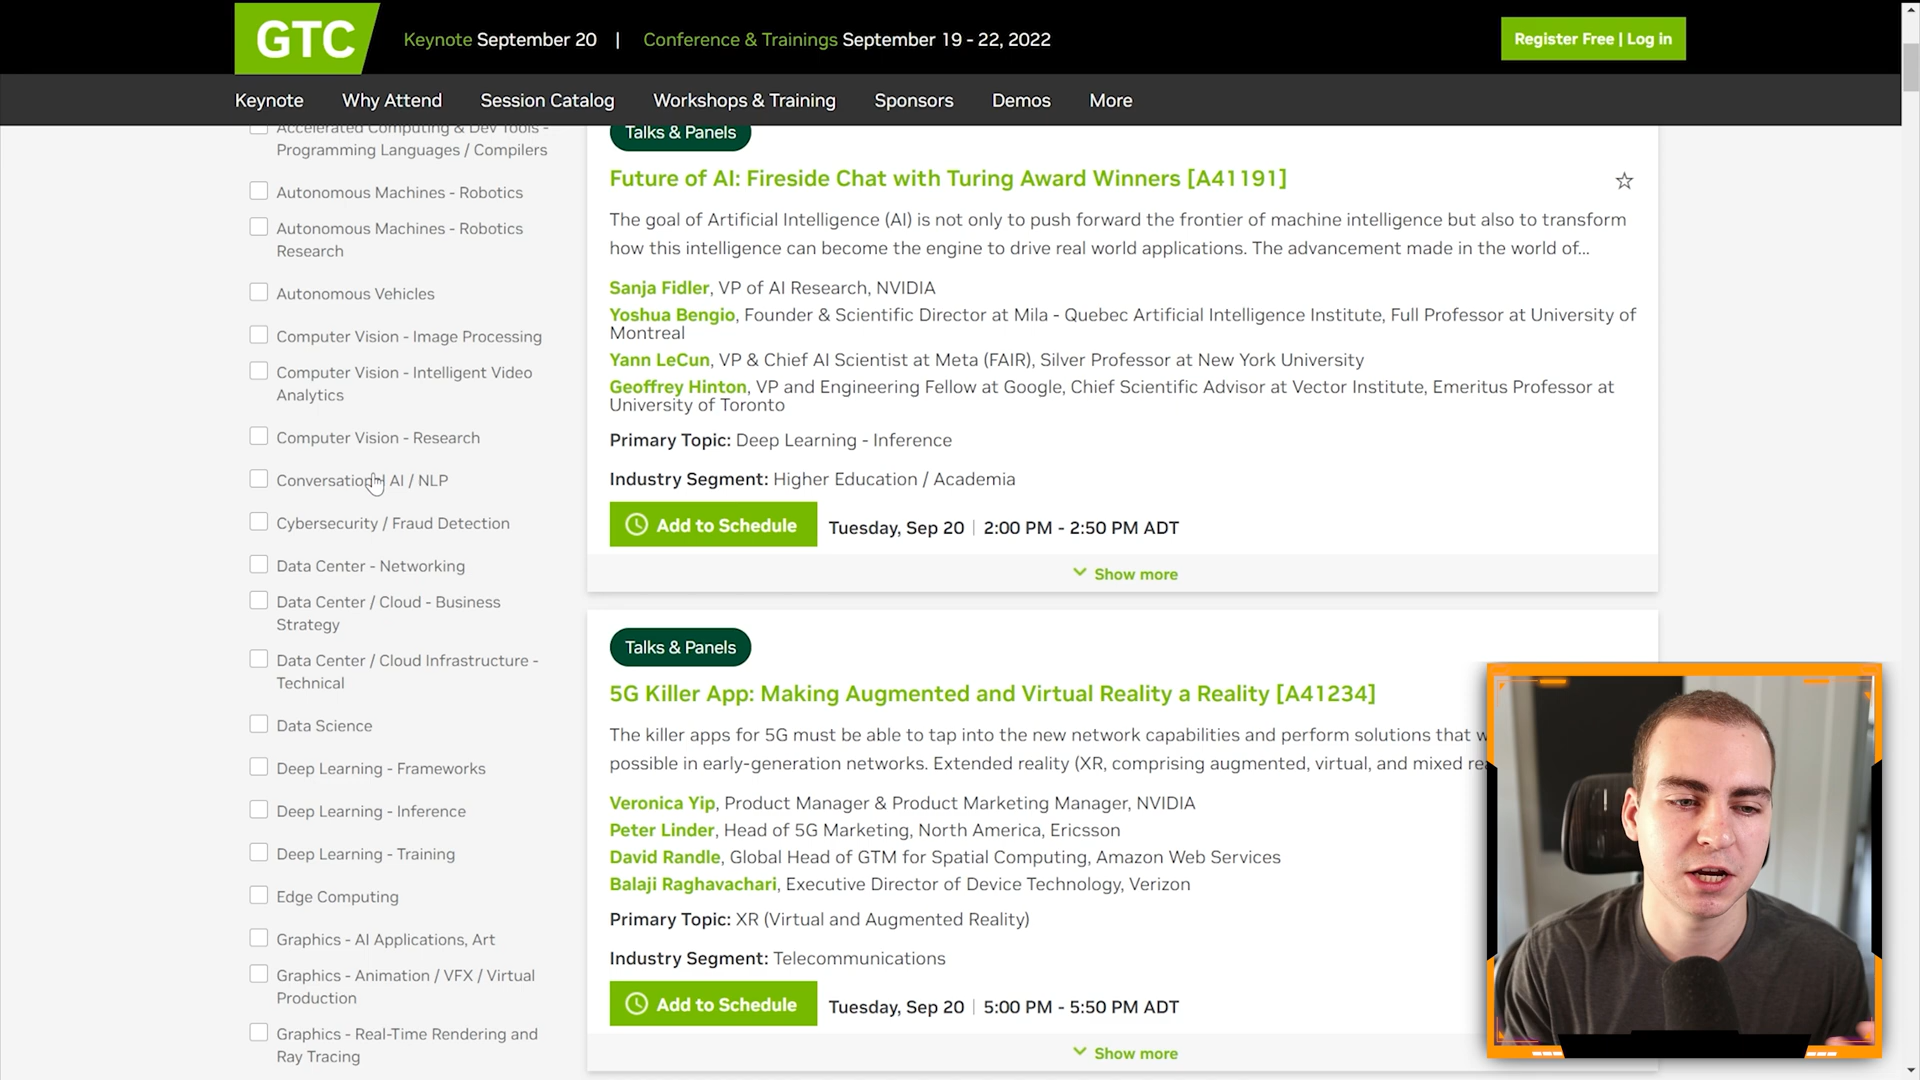 GTC
Keynote September 20 | Conference & Trainings September 19 - 22, 2022
Register Free | Log in
Keynote
Why Attend
Session Catalog
Workshops & Training
Sponsors
Demos
More
Accelerated Computing & Dev Tools -
Programming Languages / Compilers
Autonomous Machines - Robotics
Autonomous Machines - Robotics
Research
Autonomous Vehicles
Computer Vision - Image Processing
Computer Vision - Intelligent Video
Analytics
Computer Vision - Research
Conversational AI / NLP
Cybersecurity / Fraud Detection
Data Center - Networking
Data Center / Cloud - Business
Strategy
Data Center / Cloud Infrastructure -
Technical
Data Science
Deep Learning - Frameworks
Deep Learning - Inference
Deep Learning - Training
Edge Computing
Graphics - AI Applications, Art
Graphics - Animation / VFX / Virtual
Production
Graphics - Real-Time Rendering and
Ray Tracing
Talks & Panels
Future of AI: Fireside Chat with Turing Award Winners [A41191]
The goal of Artificial Intelligence (AI) is not only to push forward the frontier of machine intelligence but also to transform
how this intelligence can become the engine to drive real world applications. The advancement made in the world of...
Sanja Fidler, VP of AI Research, NVIDIA
Yoshua Bengio, Founder & Scientific Director at Mila - Quebec Artificial Intelligence Institute, Full Professor at University of
Montreal
Yann LeCun, VP & Chief AI Scientist at Meta (FAIR), Silver Professor at New York University
Geoffrey Hinton, VP and Engineering Fellow at Google, Chief Scientific Advisor at Vector Institute, Emeritus Professor at
University of Toronto
Primary Topic: Deep Learning - Inference
Industry Segment: Higher Education / Academia
Add to Schedule
Tuesday, Sep 20 | 2:00 PM - 2:50 PM ADT
Show more
Talks & Panels
5G Killer App: Making Augmented and Virtual Reality a Reality [A41234]
The killer apps for 5G must be able to tap into the new network capabilities and perform solutions that
possible in early-generation networks. Extended reality (XR, comprising augmented, virtual, and mixed
Veronica Yip, Product Manager & Product Marketing Manager, NVIDIA
Peter Linder, Head of 5G Marketing, North America, Ericsson
David Randle, Global Head of GTM for Spatial Computing, Amazon Web Services
Balaji Raghavachari, Executive Director of Device Technology, Verizon
Primary Topic: XR (Virtual and Augmented Reality)
Industry Segment: Telecommunications
Add to Schedule
Tuesday, Sep 20 | 5:00 PM - 5:50 PM ADT
Show more